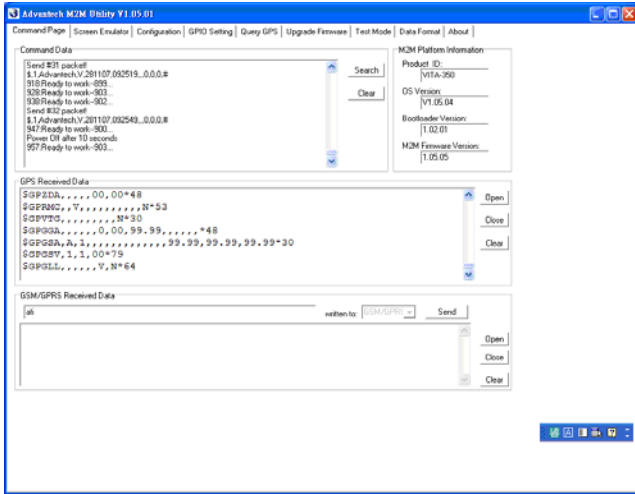 Advantech M2M Utility V1.05.01
Command Page Screen Emulator Configuration GPIO Setting Query GPS Upgrade Firmware Test Mode Data Format About
Command Data
Send #31 packet!
$,1,Advantech,V,281107,092519,,,0,0,0,#
918:Ready to work--899...
928:Ready to work--903...
938:Ready to work--902...
Send #32 packet!
$,1,Advantech,V,281107,092549,,,0,0,0,#
947:Ready to work--900...
Power Off after 10 seconds
957:Ready to work--903...
Search
Clear
M2M Platform Information
Product ID:
VITA-350
OS Version:
V1.05.04
Bootloader Version:
1.02.01
M2M Firmware Version:
1.05.05
GPS Received Data
$GPZDA,,,,,00,00*48
$GPRMC,,V,,,,,,,,,,N*53
$GPVTG,,,,,,,,,N*30
$GPGGA,,,,,,0,00,99.99,,,,,,*48
$GPGSA,A,1,,,,,,,,,,,,,99.99,99.99,99.99*30
$GPGSV,1,1,00*79
$GPGLL,,,,,,V,N*64
Open
Close
Clear
GSM/GPRS Received Data
ati
written to: GSM/GPRS
Send
Open
Close
Clear